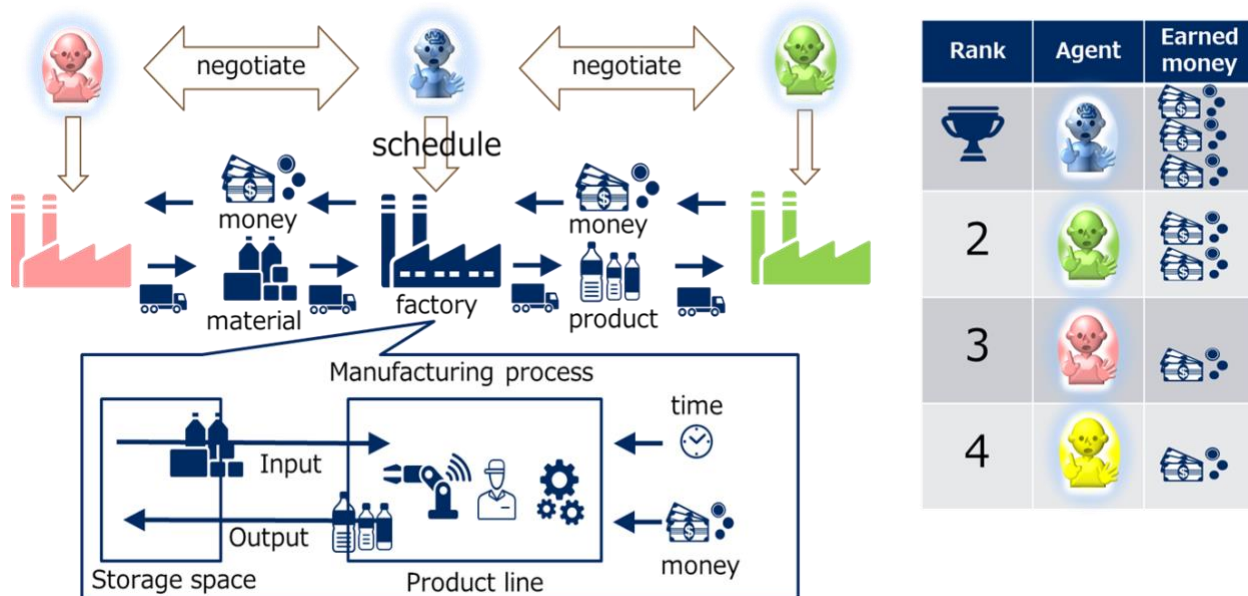 negotiate
negotiate
schedule
money
money
material
factory
product
Manufacturing process
time
Input
Output
money
Storage space
Product line
Rank
Agent
Earned
money
$
$
$
2
$
$
3
$
4
$
$
$
$